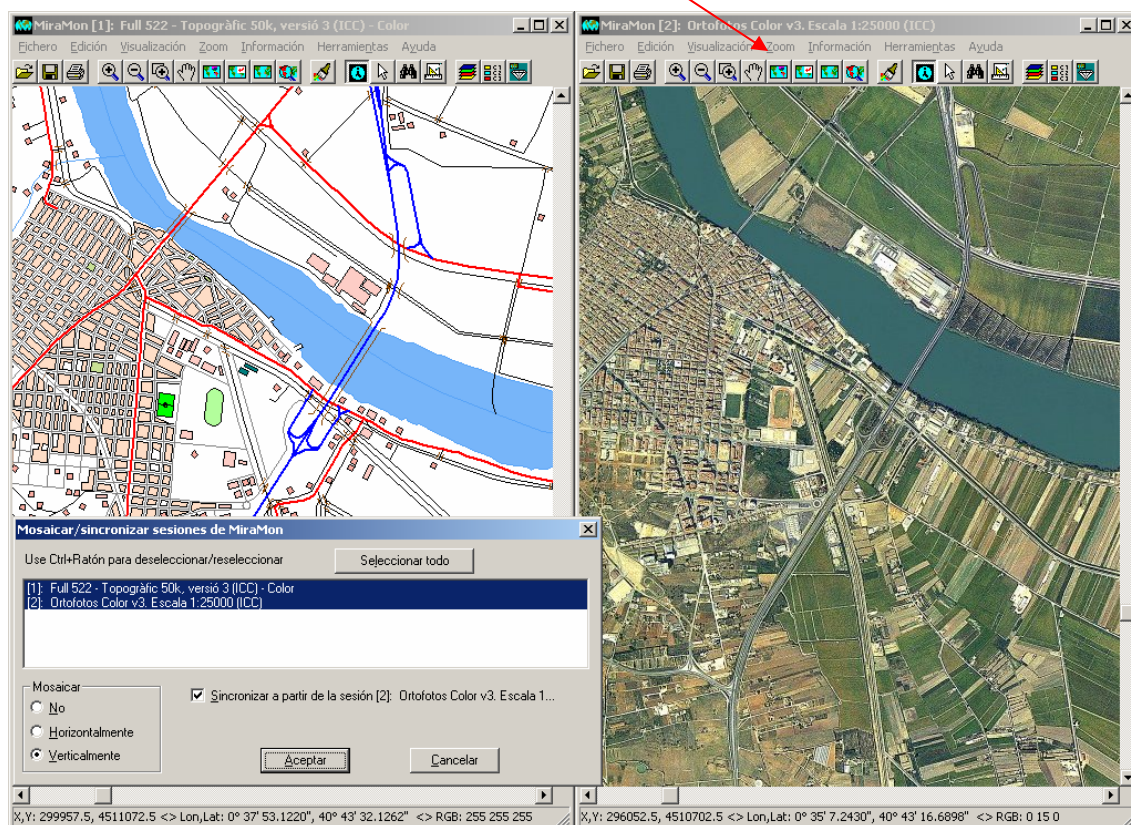 MiraMon [1]: Full 522 - Topogràfic 50k, versió 3 (ICC) - Color
Fichero Edición Visualización Zoom Información Herramientas Ayuda
MiraMon [2]: Ortofotos Color v3. Escala 1:25000 (ICC)
Fichero Edición Visualización Zoom Información Herramientas Ayuda
Mosaicar/sincronizar sesiones de MiraMon
Use Ctrl+Ratón para deseleccionar/reseleccionar
Seleccionar todo
[1]: Full 522 - Topogràfic 50k, versió 3 (ICC) - Color
[2]: Ortofotos Color v3. Escala 1:25000 (ICC)
Mosaicar
No
Horizontalmente
Verticalmente
Sincronizar a partir de la sesión [2]: Ortofotos Color v3. Escala 1...
Aceptar
Cancelar
X,Y: 299957.5, 4511072.5 <> Lon,Lat: 0° 37' 53.1220", 40° 43' 32.1262" <> RGB: 255 255 255
X,Y: 296052.5, 4510702.5 <> Lon,Lat: 0° 35' 7.2430", 40° 43' 16.6898" <> RGB: 0 15 0